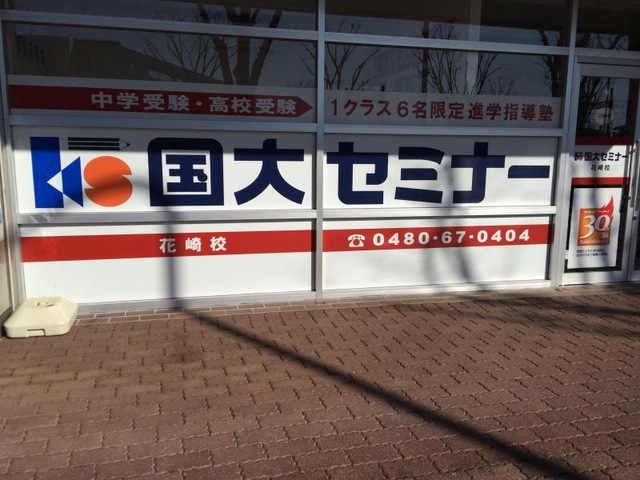 中学受験・高校受験
1クラス6名限定進学指導塾
ks 国大セミナー
花崎校
☎0480-67-0404
ks 国大セミナー
花崎校
30